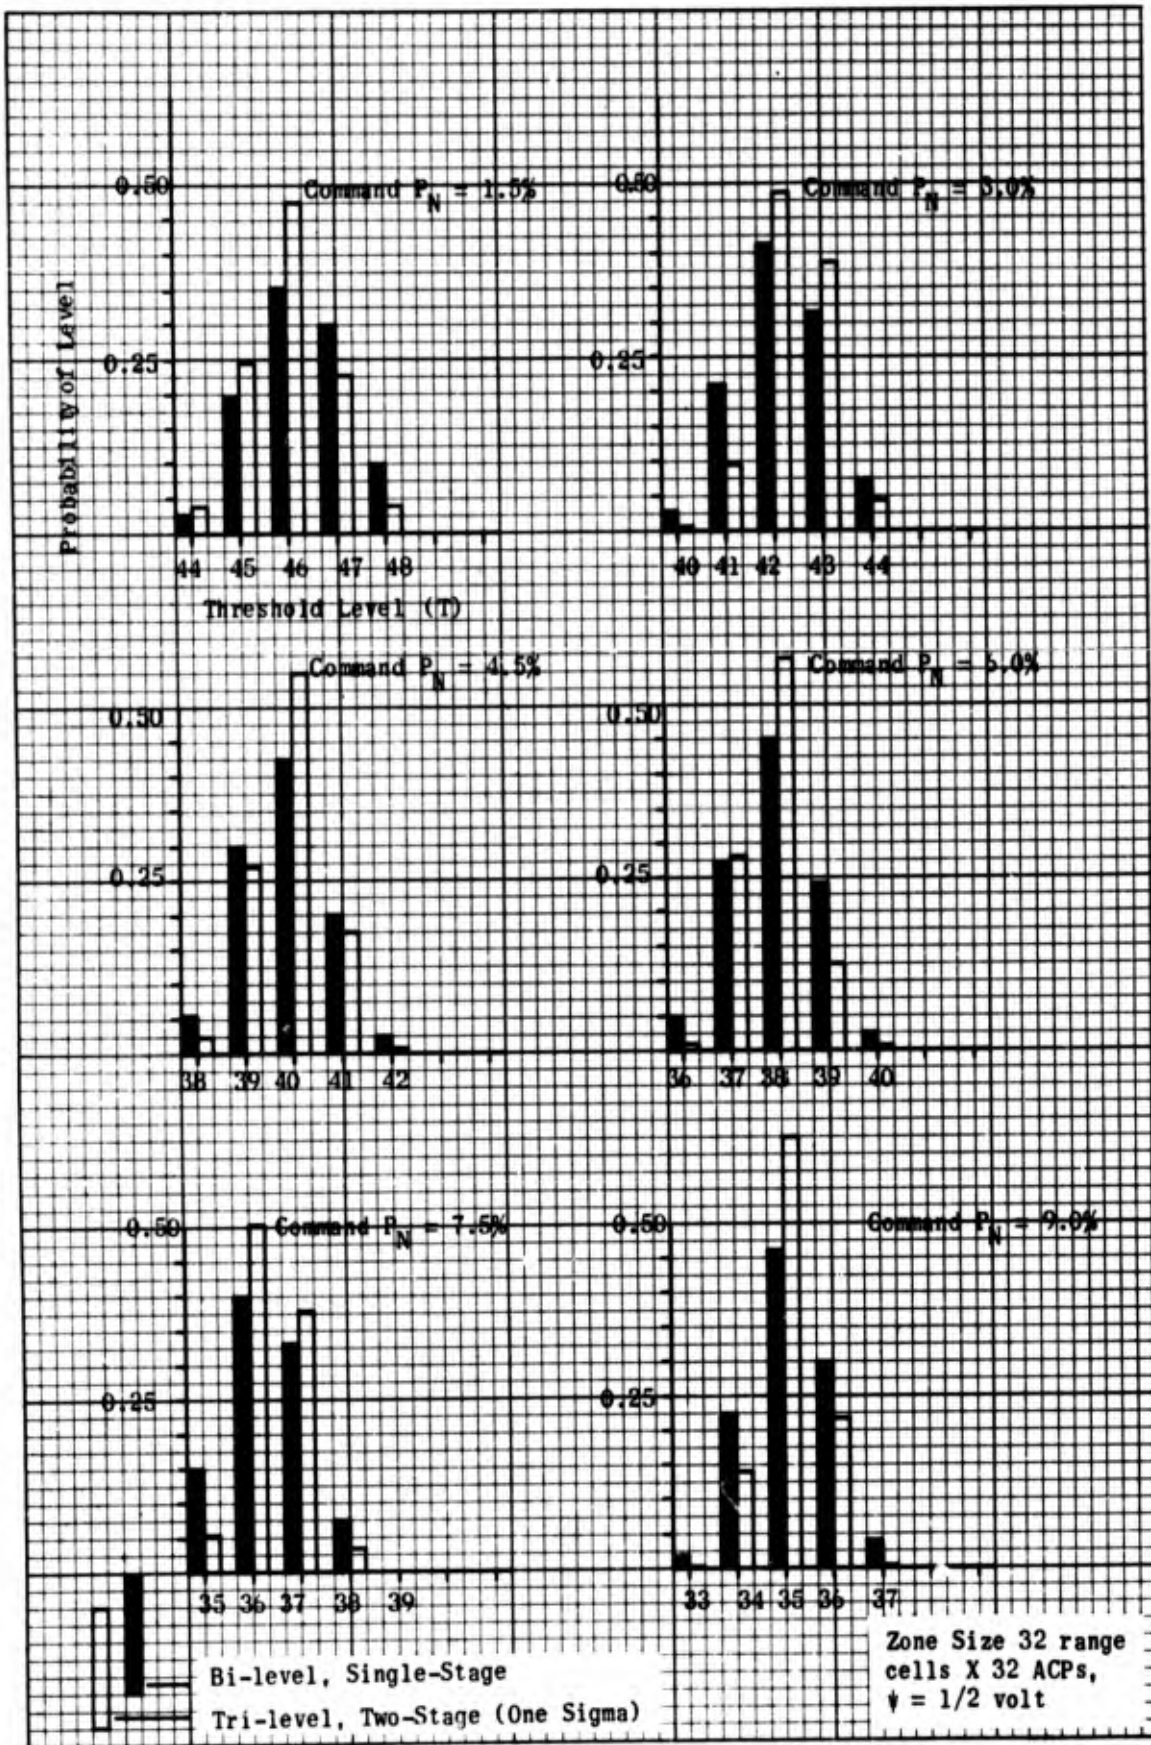 0.50
Command P_N = 1.5%
0.50
Command P_N = 3.0%
Probability of Level
0.25
0.25
44 45 46 47 48
40 41 42 43 44
Threshold Level (T)
Command P_N = 4.5%
Command P_N = 6.0%
0.50
0.50
0.25
0.25
38 39 40 41 42
36 37 38 39 40
0.50
Command P_N = 7.5%
0.50
Command P_N = 9.0%
0.25
0.25
35 36 37 38 39
33 34 35 36 37
Bi-level, Single-Stage
Tri-level, Two-Stage (One Sigma)
Zone Size 32 range
cells X 32 ACPs,
ψ = 1/2 volt